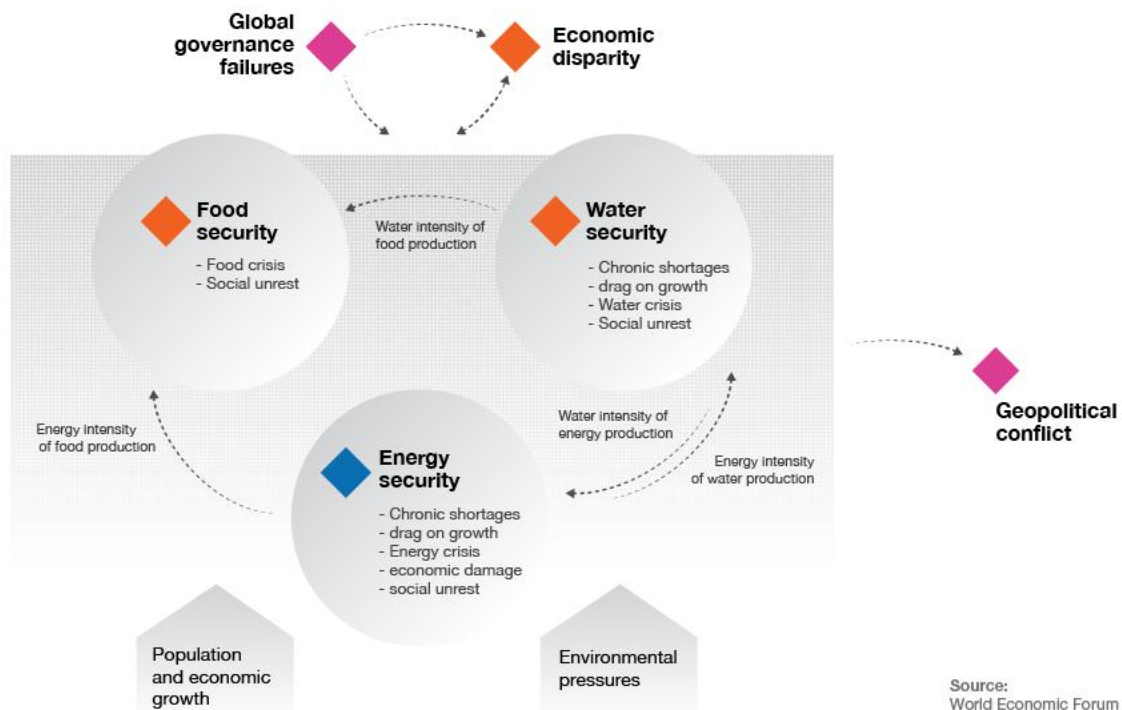 Global
governance
failures
Economic
disparity
Food
security
- Food crisis
- Social unrest
Water intensity of
food production
Water
security
- Chronic shortages
- drag on growth
- Water crisis
- Social unrest
Geopolitical
conflict
Energy intensity
of food production
Water intensity of
energy production
Energy intensity
of water production
Energy
security
- Chronic shortages
- drag on growth
- Energy crisis
- economic damage
- social unrest
Population
and economic
growth
Environmental
pressures
Source:
World Economic Forum